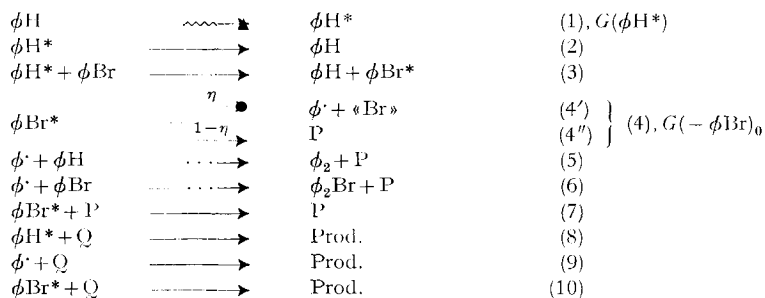 ϕH ϕH* (1), G(ϕH*)
ϕH* ϕH (2)
ϕH* + ϕBr ϕH + ϕBr* (3)
η ϕ· + «Br» (4′)
ϕBr* (4), G(− ϕBr)₀
1−η P (4″)
ϕ· + ϕH ϕ₂ + P (5)
ϕ· + ϕBr ϕ₂Br + P (6)
ϕBr* + P P (7)
ϕH* + Q Prod. (8)
ϕ· + Q Prod. (9)
ϕBr* + Q Prod. (10)